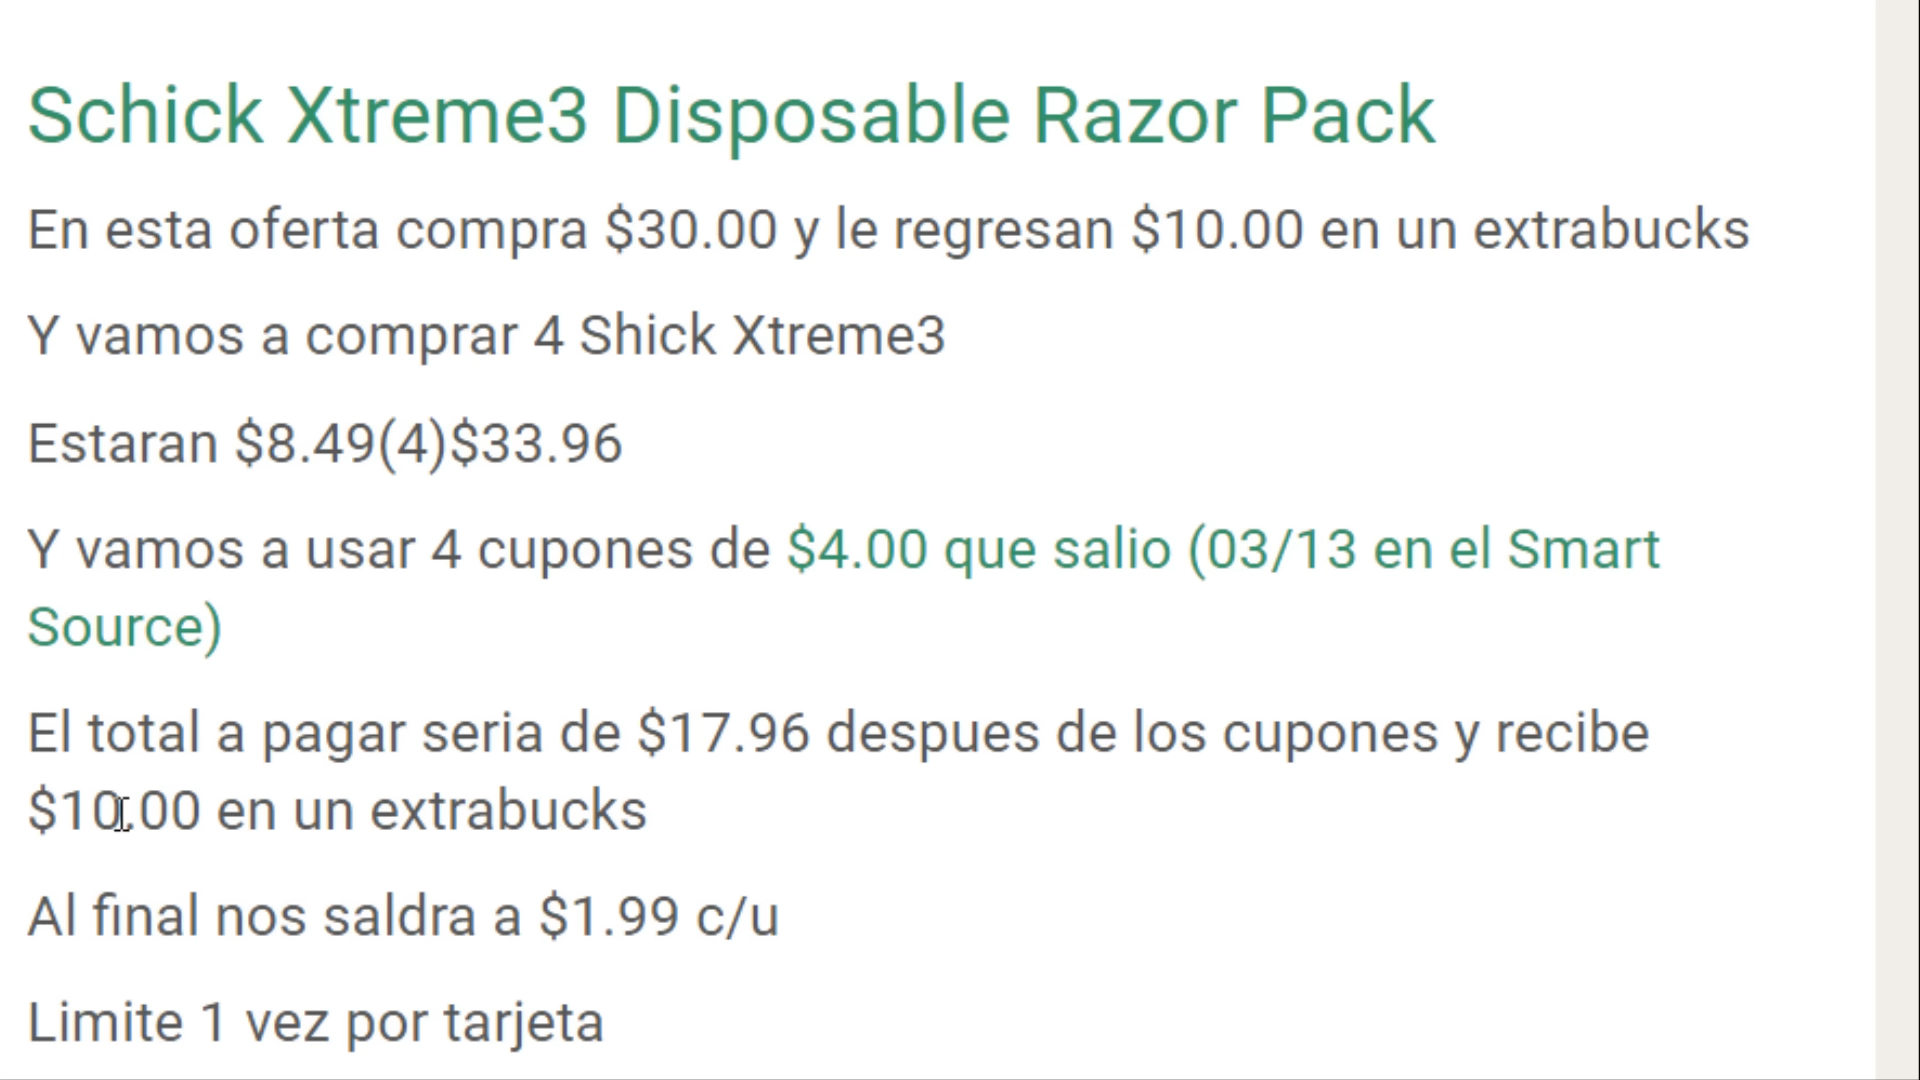 Schick Xtreme3 Disposable Razor Pack
En esta oferta compra $30.00 y le regresan $10.00 en un extrabucks
Y vamos a comprar 4 Shick Xtreme3
Estaran $8.49(4)$33.96
Y vamos a usar 4 cupones de $4.00 que salio (03/13 en el Smart
Source)
El total a pagar seria de $17.96 despues de los cupones y recibe
$10.00 en un extrabucks
Al final nos saldra a $1.99 c/u
Limite 1 vez por tarjeta